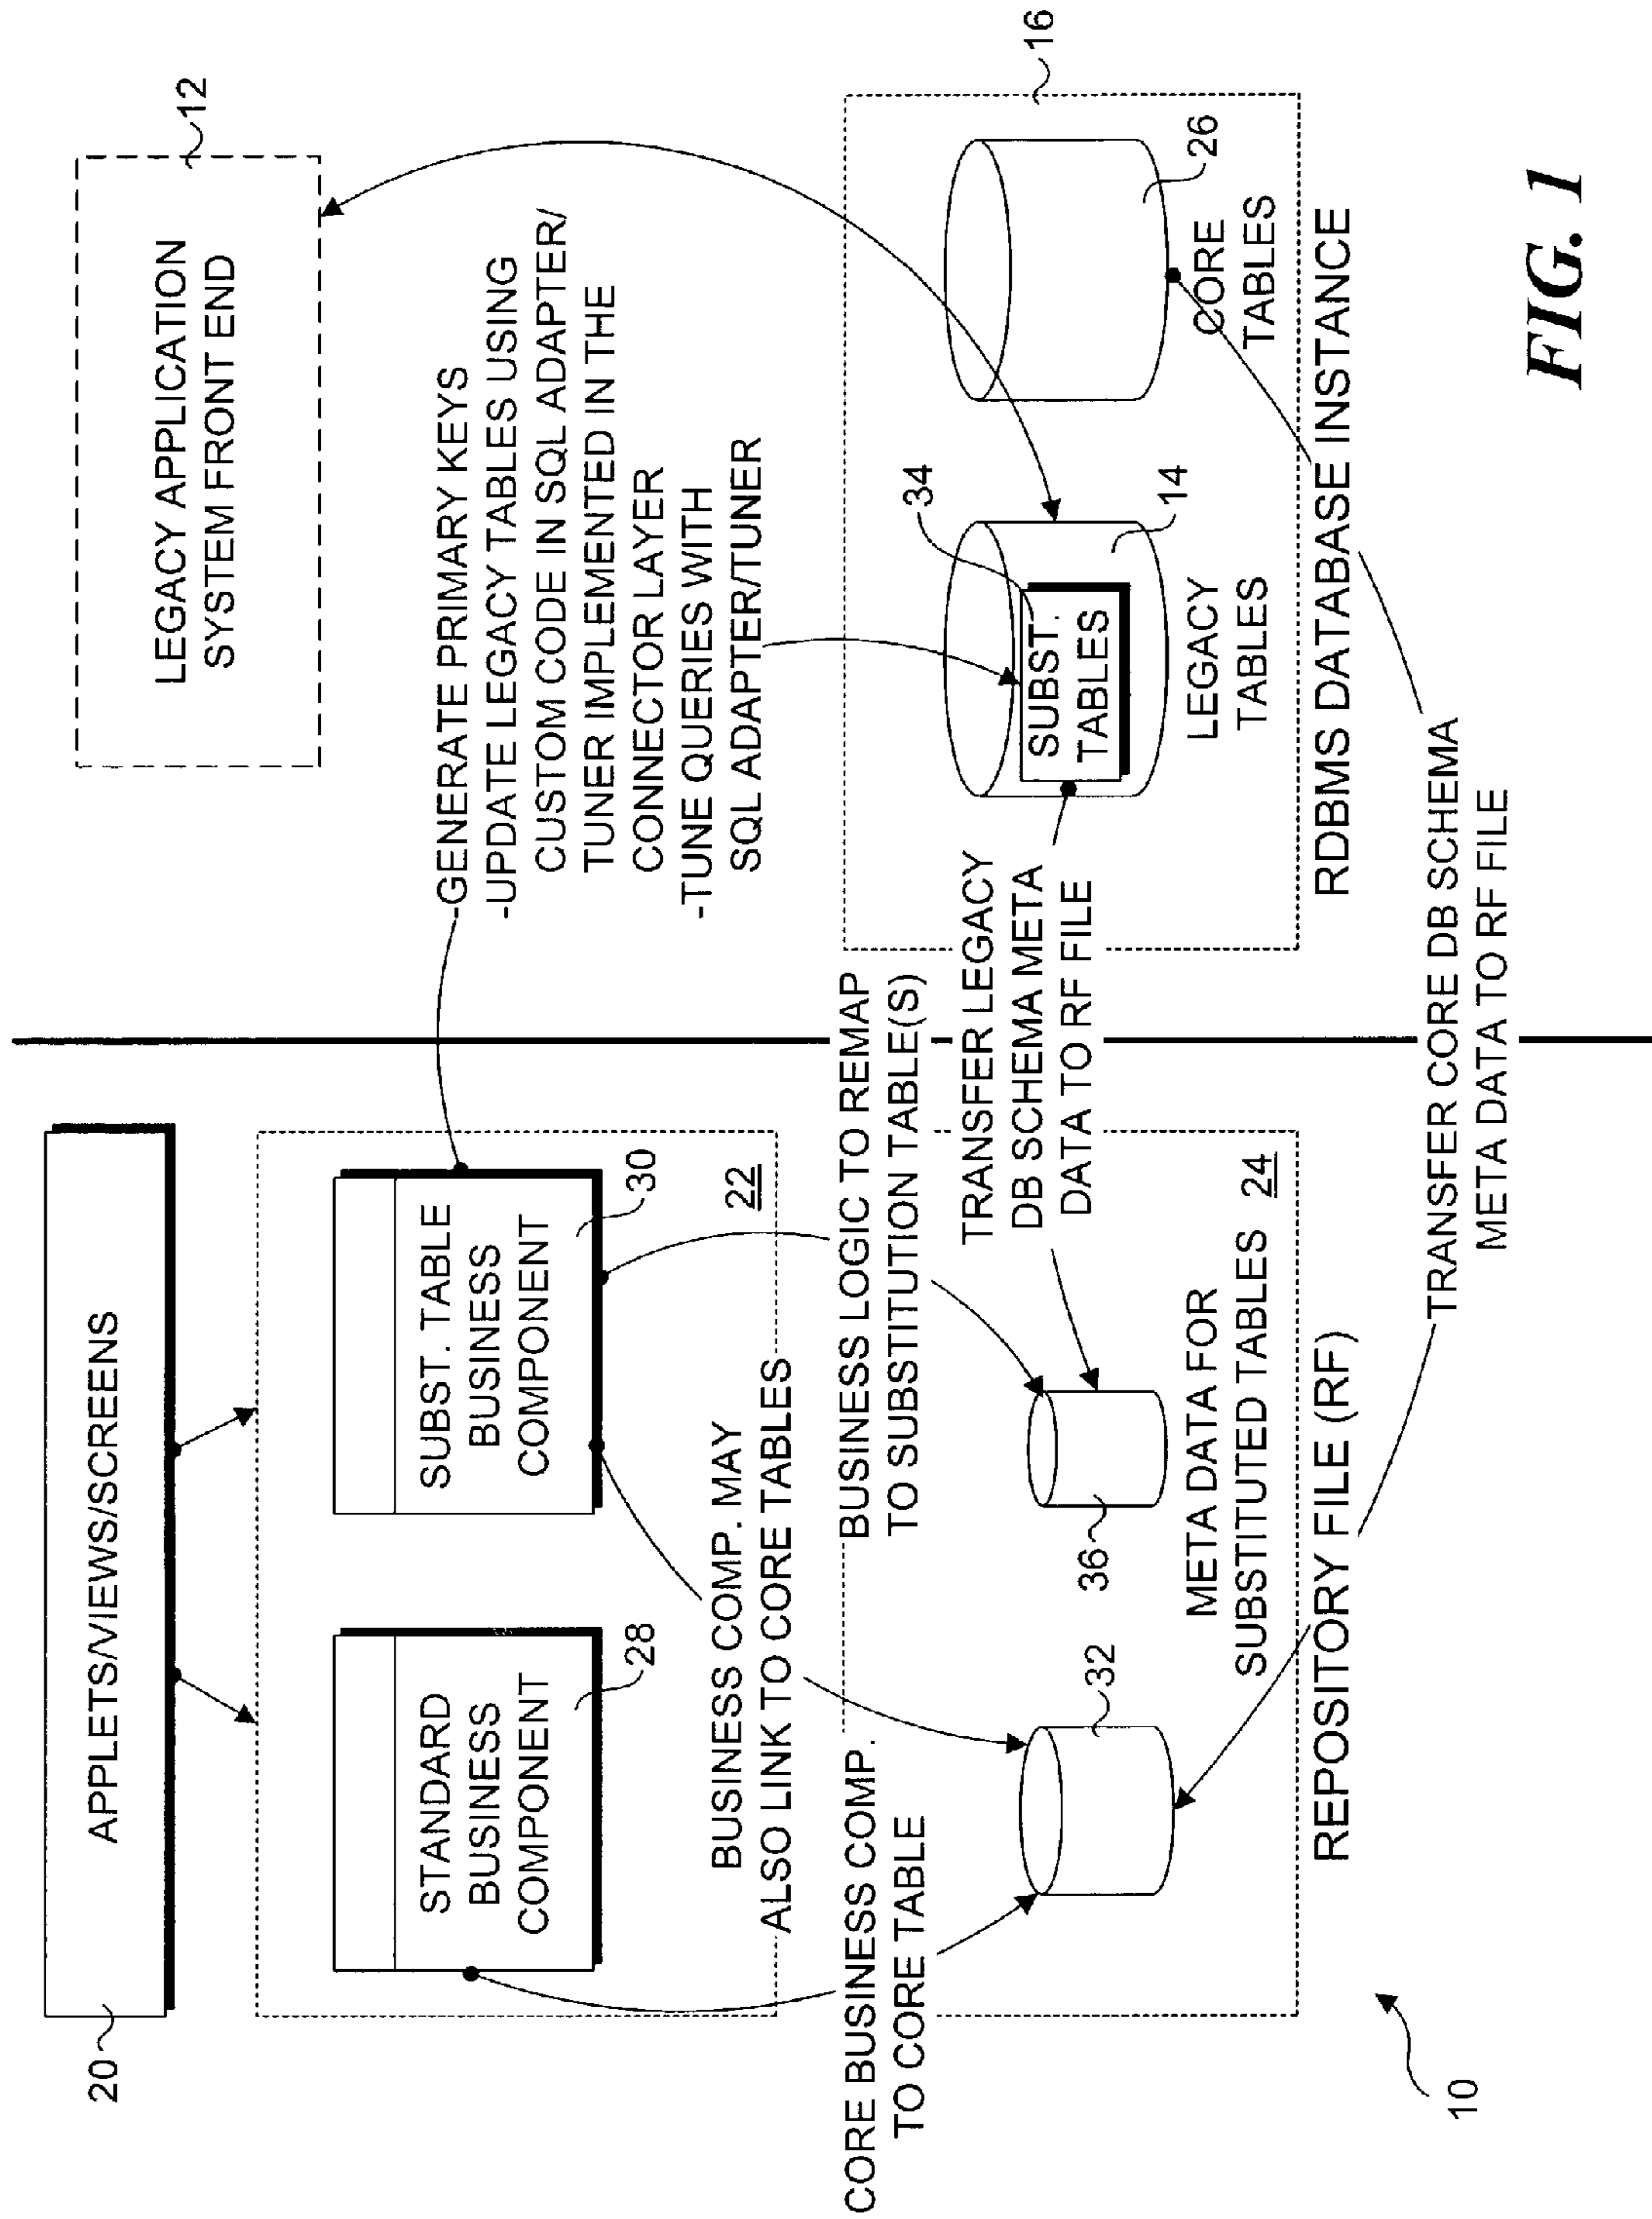 20
APPLETS/VIEWS/SCREENS
LEGACY APPLICATION
SYSTEM FRONT END
12
STANDARD
BUSINESS
COMPONENT
28
SUBST. TABLE
BUSINESS
COMPONENT
30
22
-GENERATE PRIMARY KEYS
-UPDATE LEGACY TABLES USING
CUSTOM CODE IN SQL ADAPTER/
TUNER IMPLEMENTED IN THE
CONNECTOR LAYER
-TUNE QUERIES WITH
SQL ADAPTER/TUNER
BUSINESS COMP. MAY
ALSO LINK TO CORE TABLES
CORE BUSINESS COMP.
TO CORE TABLE
BUSINESS LOGIC TO REMAP
TO SUBSTITUTION TABLE(S)
TRANSFER LEGACY
DB SCHEMA META
DATA TO RF FILE
16
34
SUBST.
TABLES
14
LEGACY
TABLES
26
CORE
TABLES
32
36
META DATA FOR
SUBSTITUTED TABLES
24
REPOSITORY FILE (RF)
RDBMS DATABASE INSTANCE
TRANSFER CORE DB SCHEMA
META DATA TO RF FILE
10
FIG. 1